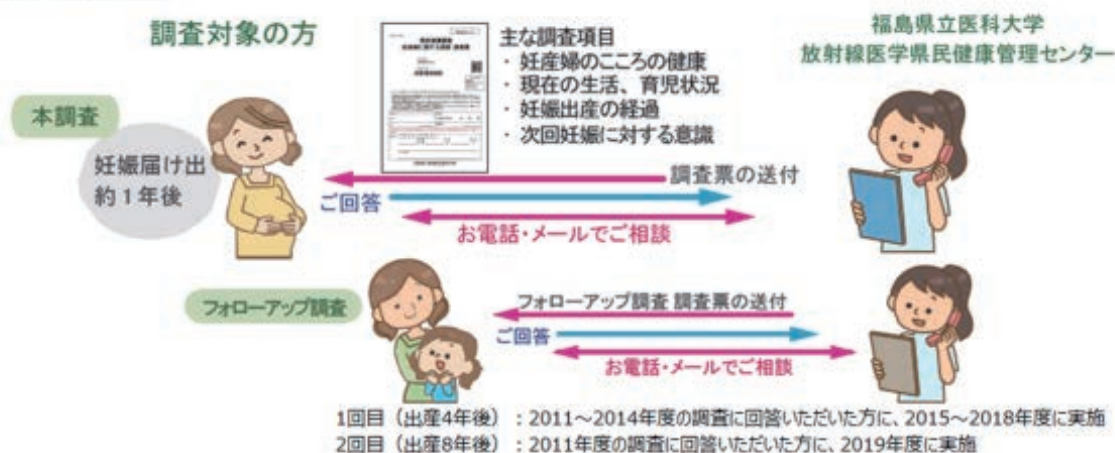 調査対象の方
福島県立医科大学
放射線医学県民健康管理センター
主な調査項目
・ 妊産婦のこころの健康
・ 現在の生活、育児状況
・ 妊娠出産の経過
・ 次回妊娠に対する意識
本調査
妊娠届け出
約1年後
調査票の送付
ご回答
お電話・メールでご相談
フォローアップ調査
フォローアップ調査 調査票の送付
ご回答
お電話・メールでご相談
1回目（出産4年後）：2011～2014年度の調査に回答いただいた方に、2015～2018年度に実施
2回目（出産8年後）：2011年度の調査に回答いただいた方に、2019年度に実施